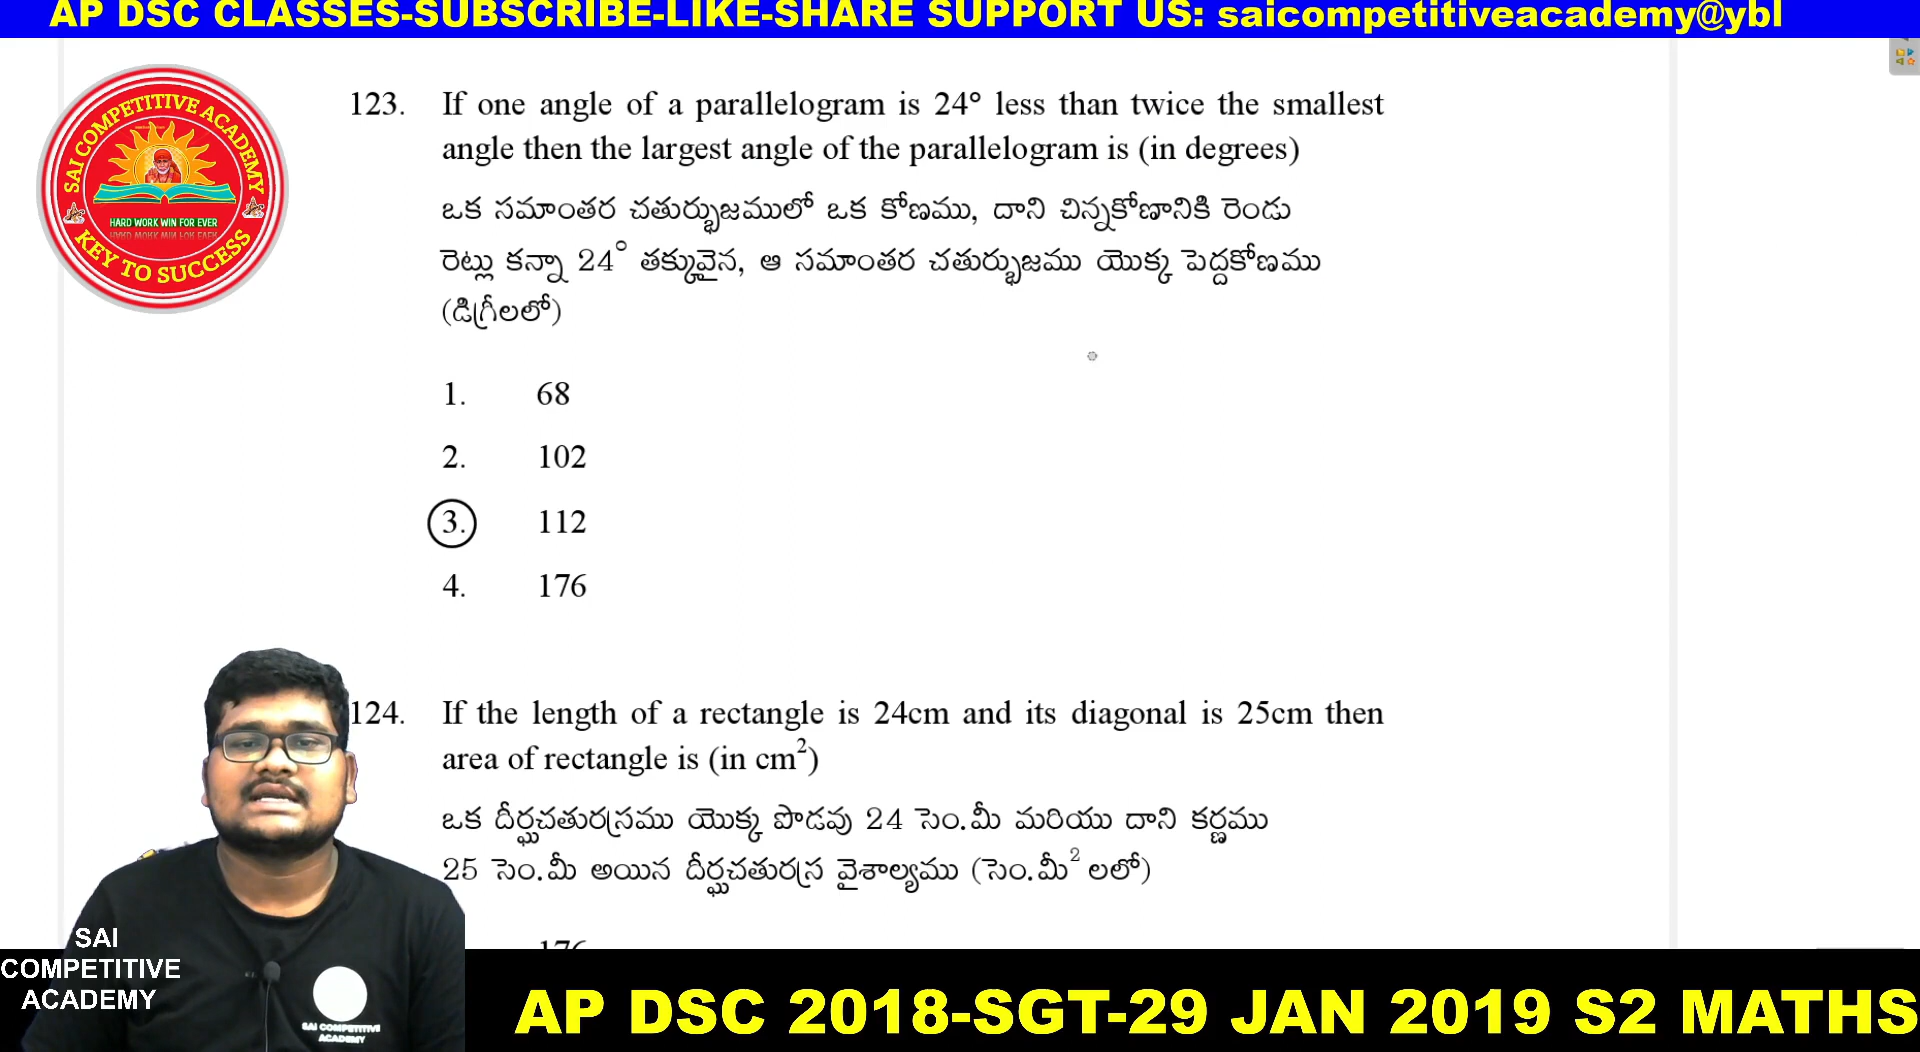 AP DSC CLASSES-SUBSCRIBE-LIKE-SHARE SUPPORT US: saicompetitiveacademy@ybl
SAI COMPETITIVE ACADEMY
HARD WORK WIN FOR EVER
KEY TO SUCCESS
123. If one angle of a parallelogram is 24° less than twice the smallest
angle then the largest angle of the parallelogram is (in degrees)
ఒక సమాంతర చతుర్భుజములో ఒక కోణము, దాని చిన్నకోణానికి రెండు
రెట్లు కన్నా 24° తక్కువైన, ఆ సమాంతర చతుర్భుజము యొక్క పెద్దకోణము
(డిగ్రీలలో)
1. 68
2. 102
3. 112
4. 176
124. If the length of a rectangle is 24cm and its diagonal is 25cm then
area of rectangle is (in cm²)
ఒక దీర్ఘచతురస్రము యొక్క పొడవు 24 సెం.మీ మరియు దాని కర్ణము
25 సెం.మీ అయిన దీర్ఘచతురస్ర వైశాల్యము (సెం.మీ² లలో)
SAI
COMPETITIVE
ACADEMY
SAI COMPETITIVE
ACADEMY
AP DSC 2018-SGT-29 JAN 2019 S2 MATHS